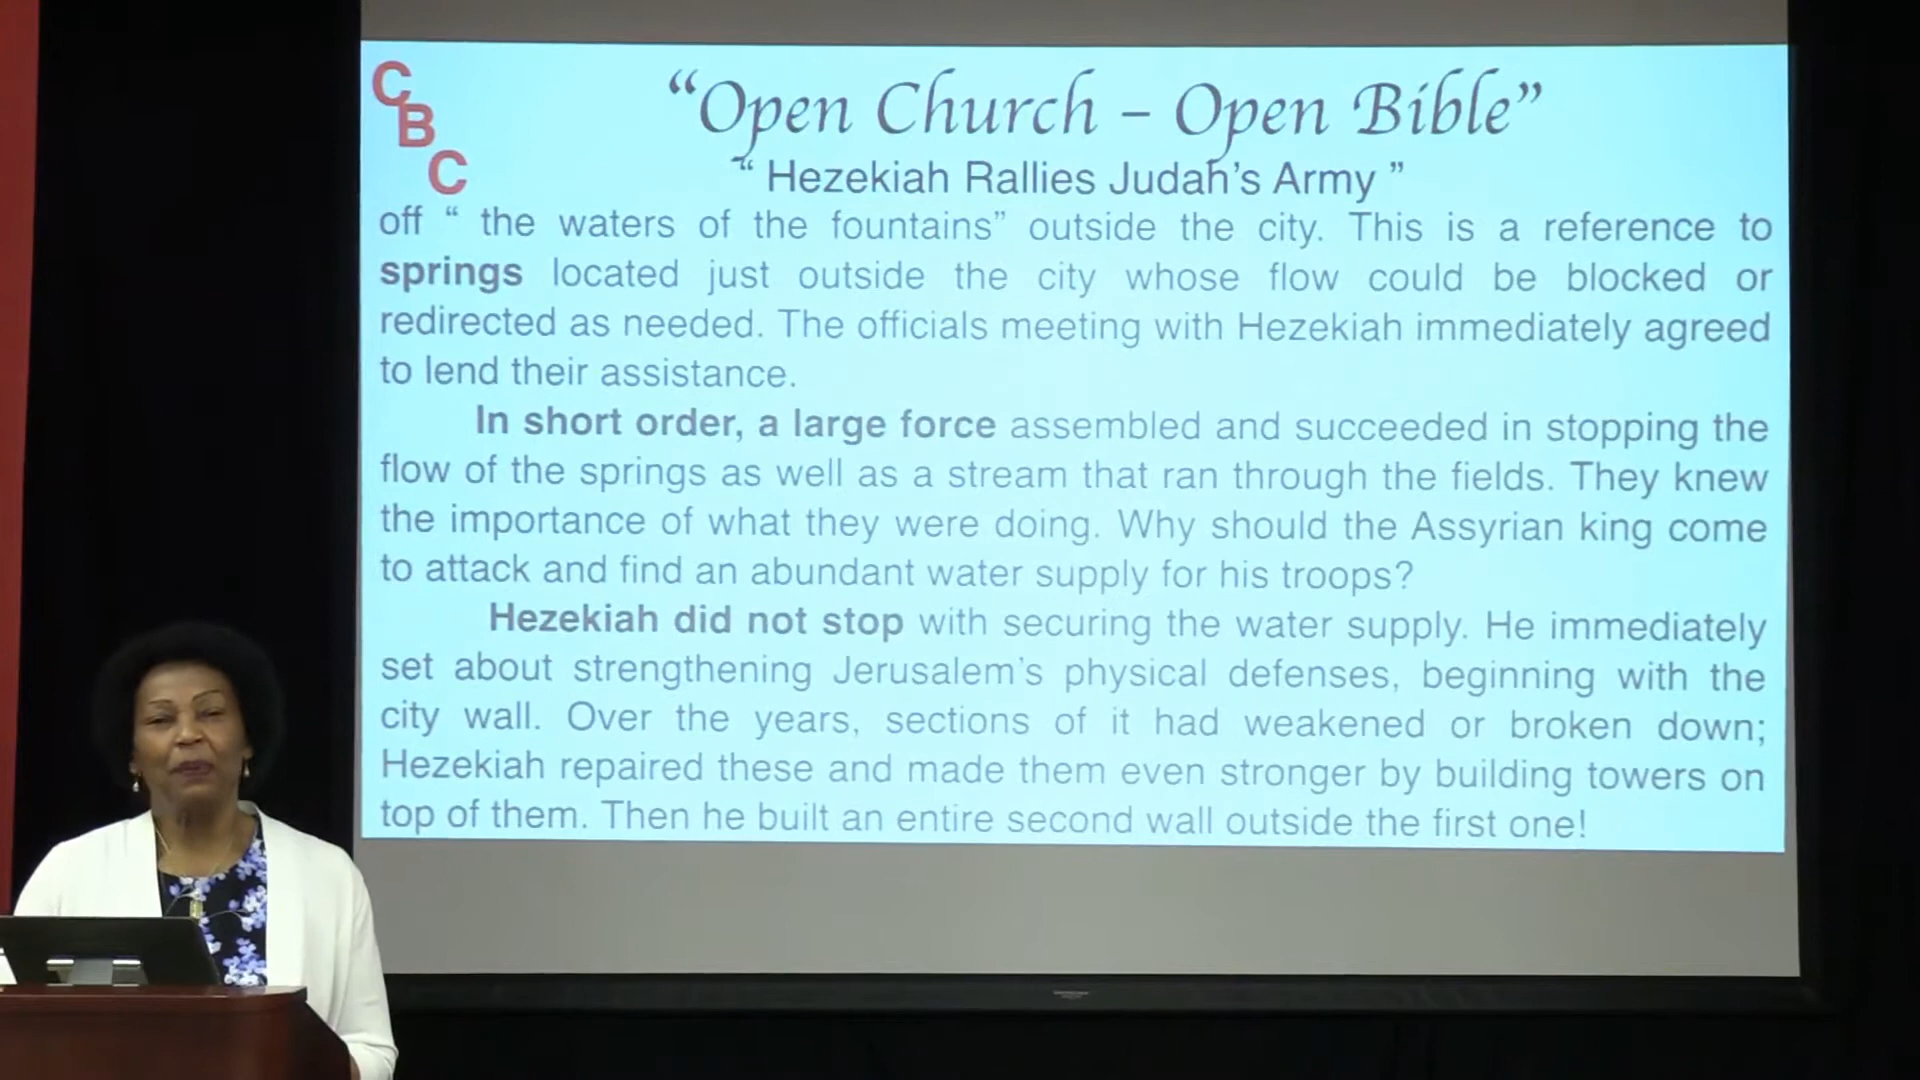 C
B
C
“Open Church – Open Bible”
“ Hezekiah Rallies Judah’s Army ”
off “ the waters of the fountains” outside the city. This is a reference to
springs located just outside the city whose flow could be blocked or
redirected as needed. The officials meeting with Hezekiah immediately agreed
to lend their assistance.
In short order, a large force assembled and succeeded in stopping the
flow of the springs as well as a stream that ran through the fields. They knew
the importance of what they were doing. Why should the Assyrian king come
to attack and find an abundant water supply for his troops?
Hezekiah did not stop with securing the water supply. He immediately
set about strengthening Jerusalem’s physical defenses, beginning with the
city wall. Over the years, sections of it had weakened or broken down;
Hezekiah repaired these and made them even stronger by building towers on
top of them. Then he built an entire second wall outside the first one!